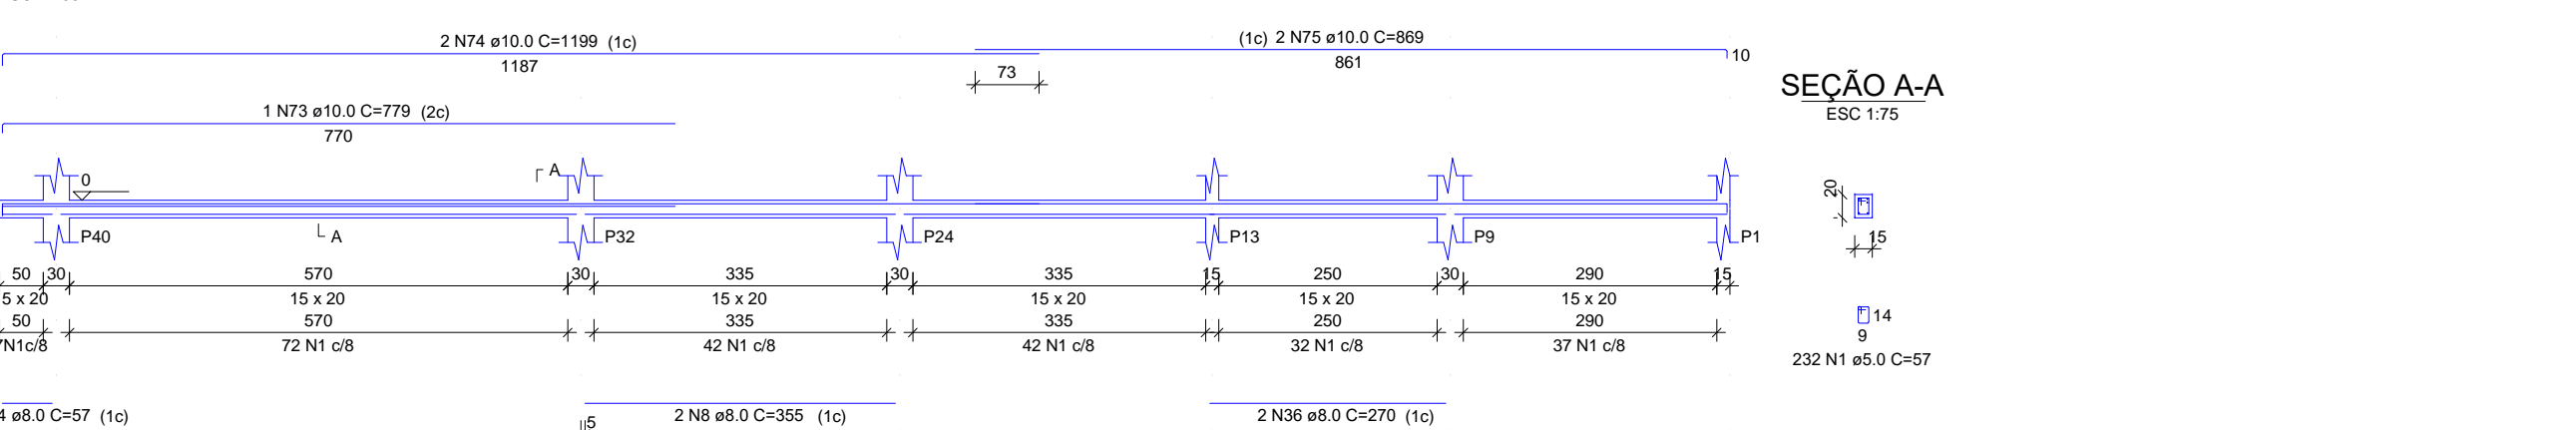 2 N74 ø10.0 C=1199 (1c)
(1c) 2 N75 ø10.0 C=869
1187
861
10
73
SEÇÃO A-A
ESC 1:75
1 N73 ø10.0 C=779 (2c)
770
A
0
20
A
P40
P32
P24
P13
P9
P1
15
50 30 570 30 335 30 335 15 250 30 290 15
5 x 20 15 x 20 15 x 20 15 x 20 15 x 20 15 x 20
50 570 335 335 250 290
14
9
7N1c/8 72 N1 c/8 42 N1 c/8 42 N1 c/8 32 N1 c/8 37 N1 c/8
232 N1 ø5.0 C=57
4 ø8.0 C=57 (1c)
2 N8 ø8.0 C=355 (1c)
2 N36 ø8.0 C=270 (1c)
5